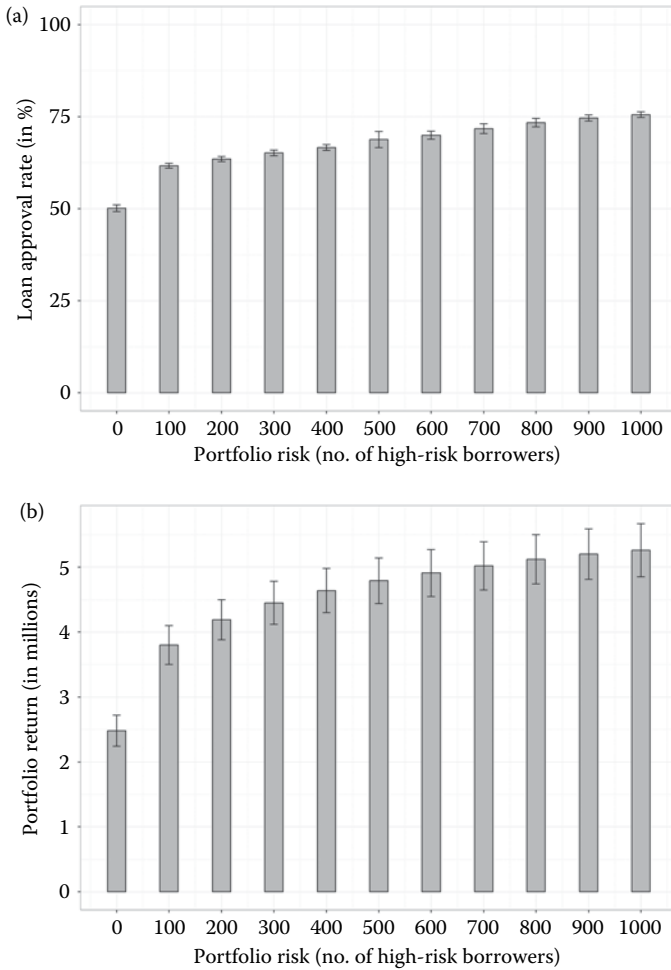 (a)
100
75
50
25
0
Loan approval rate (in %)
0 100 200 300 400 500 600 700 800 900 1000
Portfolio risk (no. of high-risk borrowers)
(b)
5
4
3
2
1
0
Portfolio return (in millions)
0 100 200 300 400 500 600 700 800 900 1000
Portfolio risk (no. of high-risk borrowers)